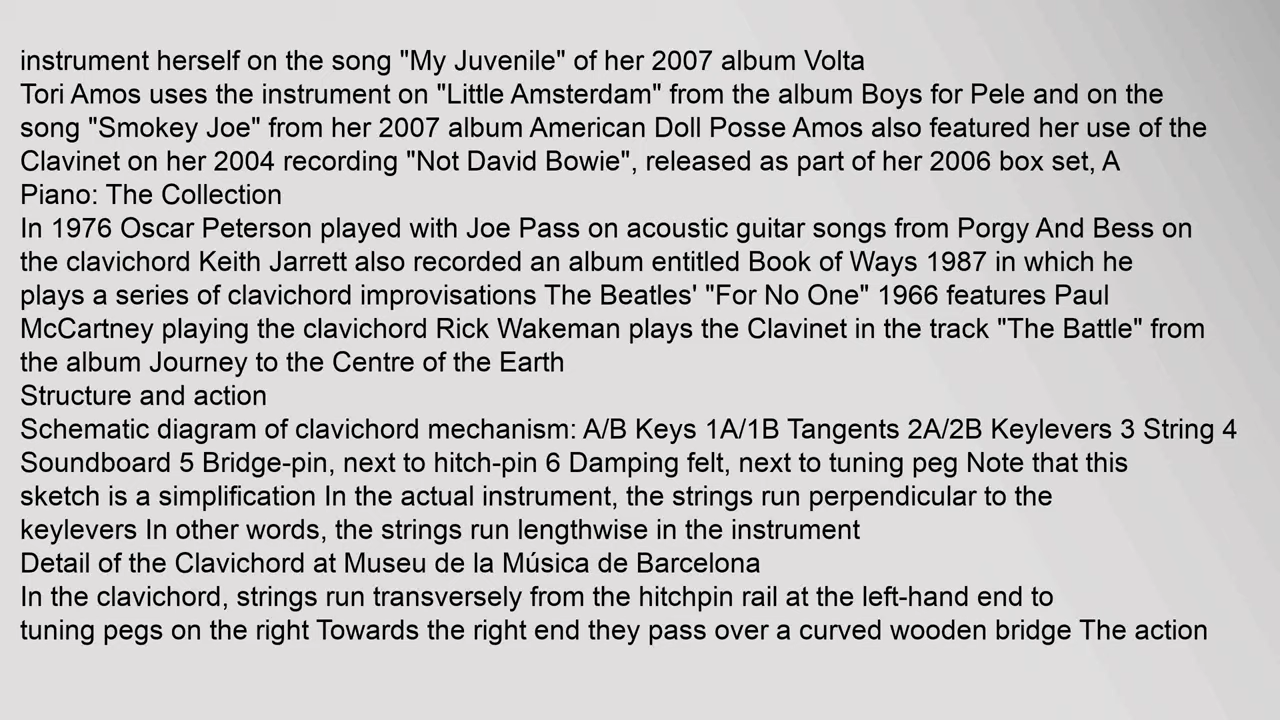 instrument herself on the song "My Juvenile" of her 2007 album Volta
Tori Amos uses the instrument on "Little Amsterdam" from the album Boys for Pele and on the
song "Smokey Joe" from her 2007 album American Doll Posse Amos also featured her use of the
Clavinet on her 2004 recording "Not David Bowie", released as part of her 2006 box set, A
Piano: The Collection
In 1976 Oscar Peterson played with Joe Pass on acoustic guitar songs from Porgy And Bess on
the clavichord Keith Jarrett also recorded an album entitled Book of Ways 1987 in which he
plays a series of clavichord improvisations The Beatles' "For No One" 1966 features Paul
McCartney playing the clavichord Rick Wakeman plays the Clavinet in the track "The Battle" from
the album Journey to the Centre of the Earth
Structure and action
Schematic diagram of clavichord mechanism: A/B Keys 1A/1B Tangents 2A/2B Keylevers 3 String 4
Soundboard 5 Bridge-pin, next to hitch-pin 6 Damping felt, next to tuning peg Note that this
sketch is a simplification In the actual instrument, the strings run perpendicular to the
keylevers In other words, the strings run lengthwise in the instrument
Detail of the Clavichord at Museu de la Música de Barcelona
In the clavichord, strings run transversely from the hitchpin rail at the left-hand end to
tuning pegs on the right Towards the right end they pass over a curved wooden bridge The action